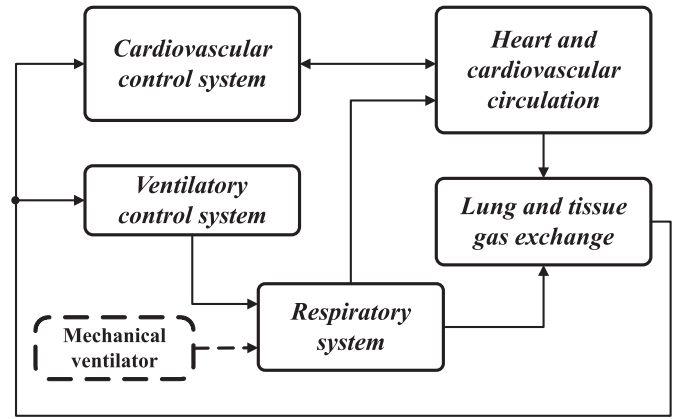 Cardiovascular
control system
Heart and
cardiovascular
circulation
Ventilatory
control system
Lung and tissue
gas exchange
Respiratory
system
Mechanical
ventilator